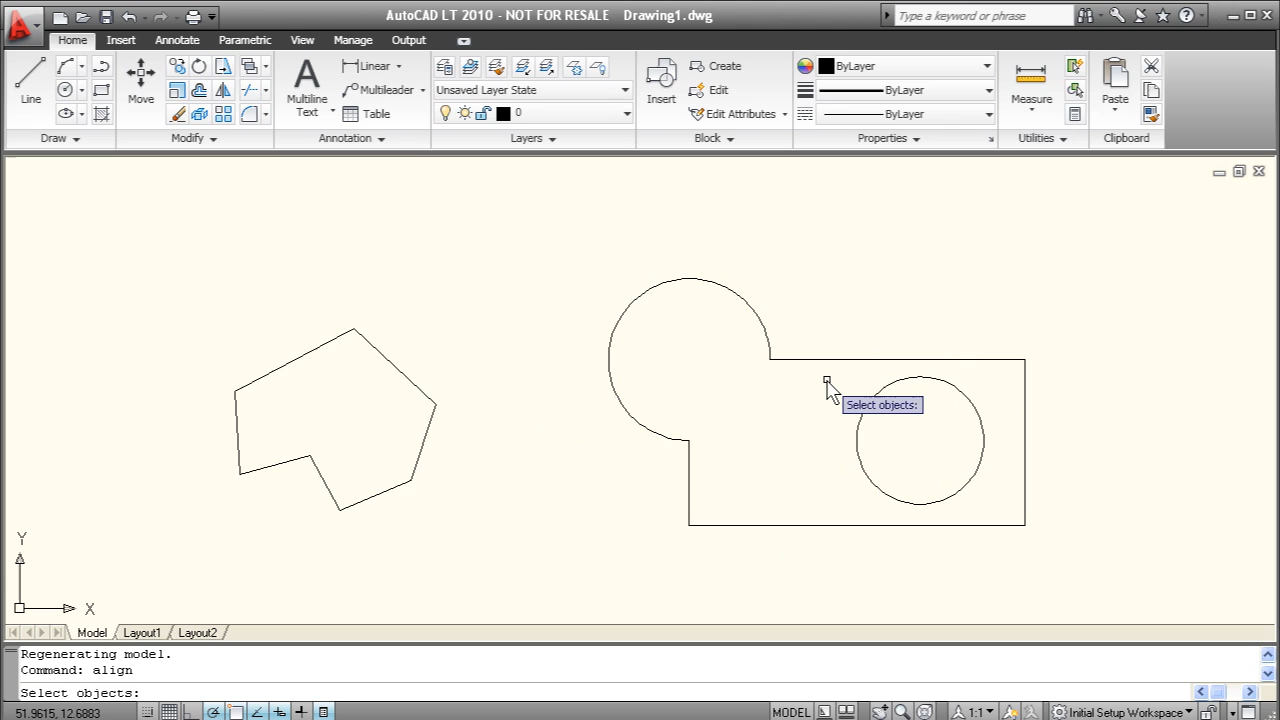 AutoCAD LT 2010 - NOT FOR RESALE Drawing1.dwg
Type a keyword or phrase
Home Insert Annotate Parametric View Manage Output
Line
Move
A
Multiline
Text
Linear
Multileader
Table
Unsaved Layer State
0
Insert
Create
Edit
Edit Attributes
ByLayer
ByLayer
ByLayer
Measure
Paste
Draw Modify Annotation Layers Block Properties Utilities Clipboard
Select objects:
Y
X
Model Layout1 Layout2
Regenerating model.
Command: align
Select objects:
51.9615, 12.6883
MODEL
1:1
Initial Setup Workspace